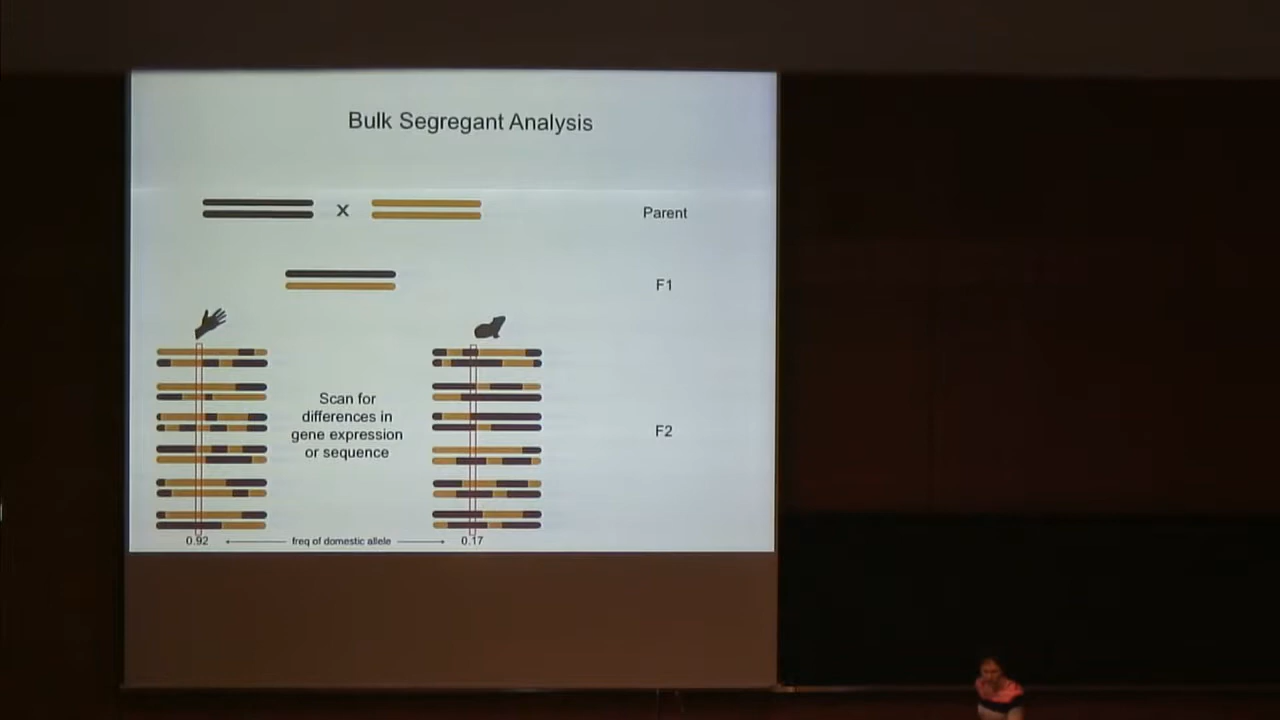 Bulk Segregant Analysis
X
Parent
F1
Scan for
differences in
gene expression
or sequence
F2
0.92
freq of domestic allele
0.17